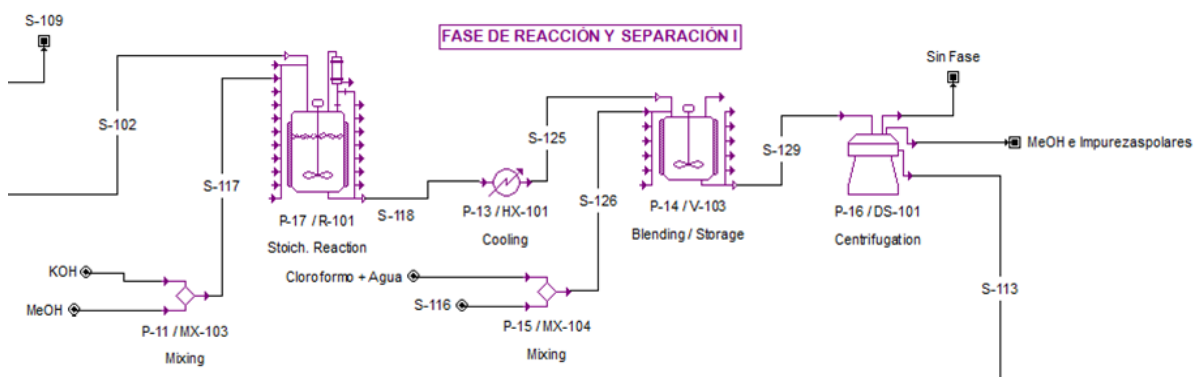 S-109
FASE DE REACCIÓN Y SEPARACIÓN I
Sin Fase
S-102
S-125
S-129
MeOH e Impurezaspolares
S-117
S-126
S-118
P-17 / R-101
Stoich. Reaction
P-13 / HX-101
Cooling
P-14 / V-103
Blending / Storage
P-16 / DS-101
Centrifugation
KOH
MeOH
Cloroformo + Agua
S-116
S-113
P-11 / MX-103
Mixing
P-15 / MX-104
Mixing